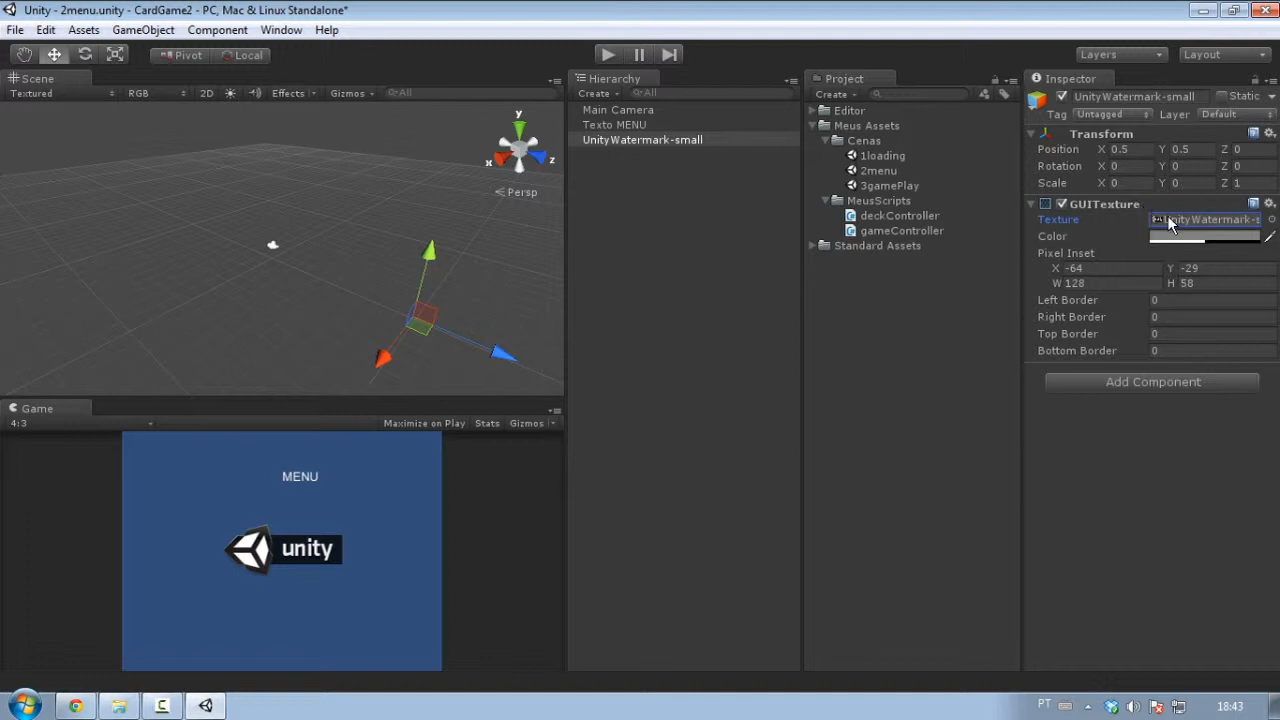 Unity - 2menu.unity - CardGame2 - PC, Mac & Linux Standalone*
File Edit Assets GameObject Component Window Help
Pivot Local Layers Layout
Scene
Textured RGB 2D Effects Gizmos All
y
x
z
Persp
Game
4:3 Maximize on Play Stats Gizmos
MENU
unity
Hierarchy
Create All
Main Camera
Texto MENU
UnityWatermark-small
Project
Create
Editor
Meus Assets
Cenas
1loading
2menu
3gamePlay
MeusScripts
deckController
gameController
Standard Assets
Inspector
UnityWatermark-small Static
Tag Untagged Layer Default
Transform
Position X 0.5 Y 0.5 Z 0
Rotation X 0 Y 0 Z 0
Scale X 0 Y 0 Z 1
GUITexture
Texture UnityWatermark-s
Color
Pixel Inset
X -64 Y -29
W 128 H 58
Left Border 0
Right Border 0
Top Border 0
Bottom Border 0
Add Component
PT 18:43